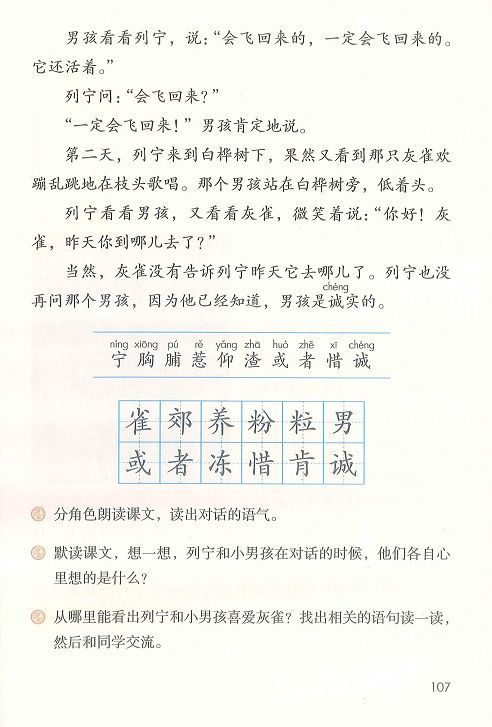 男孩看看列宁，说：“会飞回来的，一定会飞回来的。
它还活着。”
列宁问：“会飞回来？”
“一定会飞回来！”男孩肯定地说。
第二天，列宁来到白桦树下，果然又看到那只灰雀欢
蹦乱跳地在枝头歌唱。那个男孩站在白桦树旁，低着头。
列宁看看男孩，又看看灰雀，微笑着说：“你好！灰
雀，昨天你到哪儿去了？”
当然，灰雀没有告诉列宁昨天它去哪儿了。列宁也没
chéng
再问那个男孩，因为他已经知道，男孩是诚实的。
níng xiōng pú rě yǎng zhā huò zhě xī chéng
宁 胸 脯 惹 仰 渣 或 者 惜 诚
雀 郊 养 粉 粒 男
或 者 冻 惜 肯 诚
分角色朗读课文，读出对话的语气。
默读课文，想一想，列宁和小男孩在对话的时候，他们各自心
里想的是什么？
从哪里能看出列宁和小男孩喜爱灰雀？找出相关的语句读一读，
然后和同学交流。
107